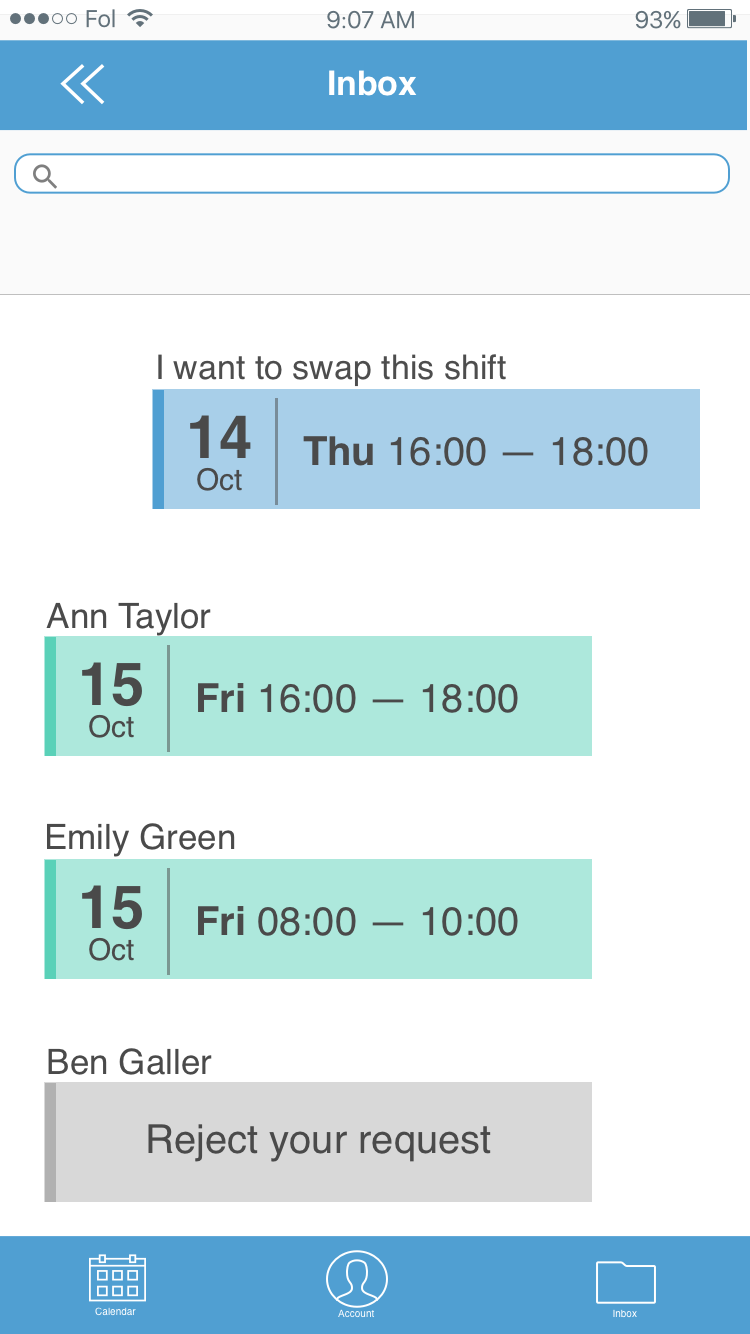 Fol 9:07 AM 93%
Inbox
I want to swap this shift
14
Oct
Thu 16:00 — 18:00
Ann Taylor
15
Oct
Fri 16:00 — 18:00
Emily Green
15
Oct
Fri 08:00 — 10:00
Ben Galler
Reject your request
Calendar Account Inbox